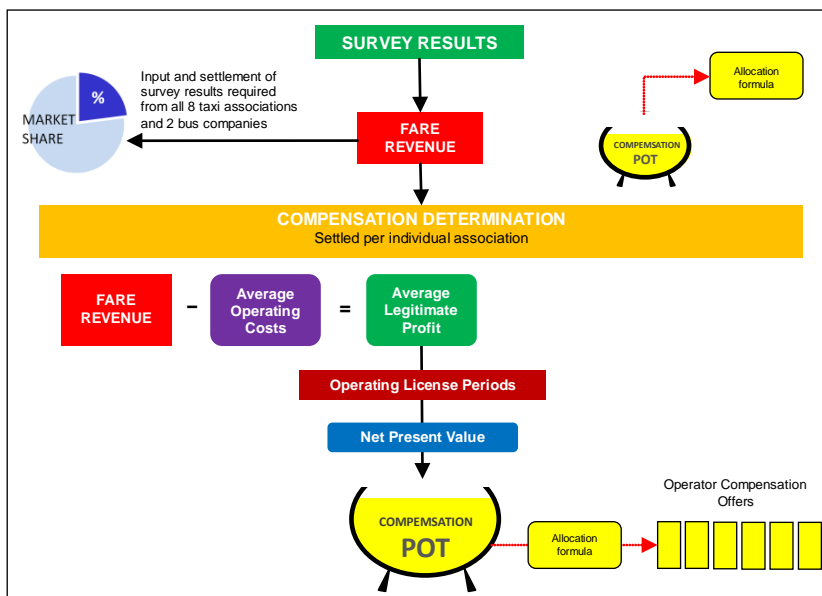 SURVEY RESULTS
Input and settlement of
survey results required
from all 8 taxi associations
and 2 bus companies
%
MARKET
SHARE
FARE
REVENUE
Allocation
formula
COMPEMSATION
POT
COMPENSATION DETERMINATION
Settled per individual association
FARE
REVENUE
–
Average
Operating
Costs
=
Average
Legitimate
Profit
Operating License Periods
Net Present Value
COMPEMSATION
POT
Allocation
formula
Operator Compensation
Offers